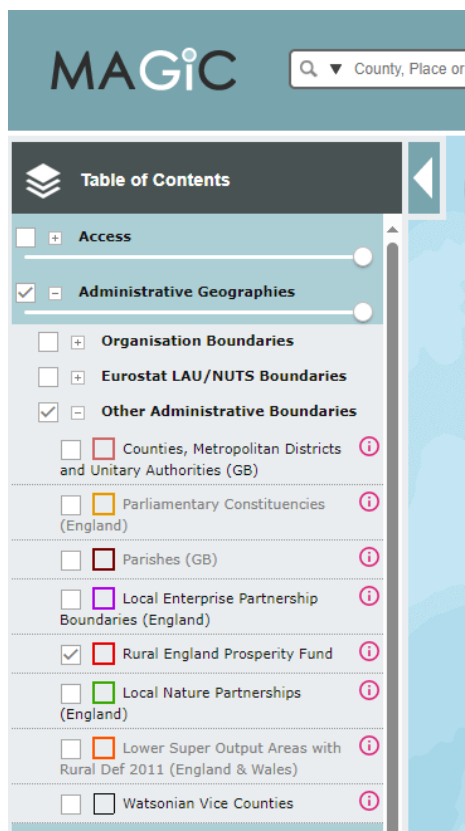 MAGiC
County, Place or
Table of Contents
Access
Administrative Geographies
Organisation Boundaries
Eurostat LAU/NUTS Boundaries
Other Administrative Boundaries
Counties, Metropolitan Districts
and Unitary Authorities (GB)
Parliamentary Constituencies
(England)
Parishes (GB)
Local Enterprise Partnership
Boundaries (England)
Rural England Prosperity Fund
Local Nature Partnerships
(England)
Lower Super Output Areas with
Rural Def 2011 (England & Wales)
Watsonian Vice Counties